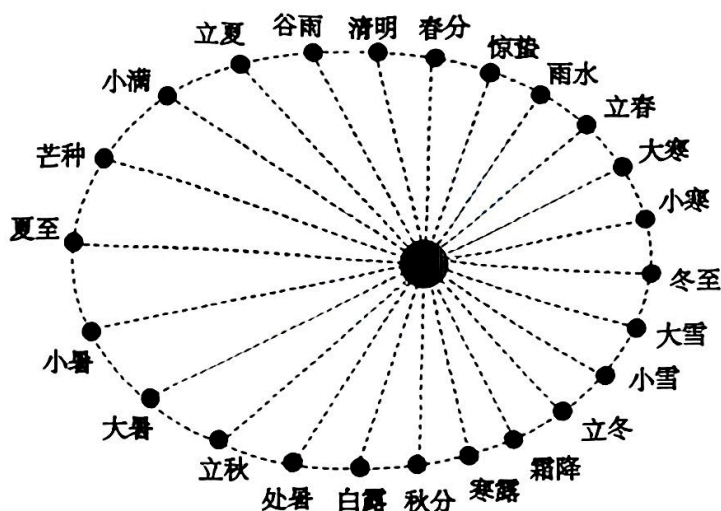 立夏
谷雨
清明
春分
惊蛰
雨水
立春
大寒
小寒
冬至
大雪
小雪
立冬
霜降
寒露
秋分
白露
处暑
立秋
大暑
小暑
夏至
芒种
小满